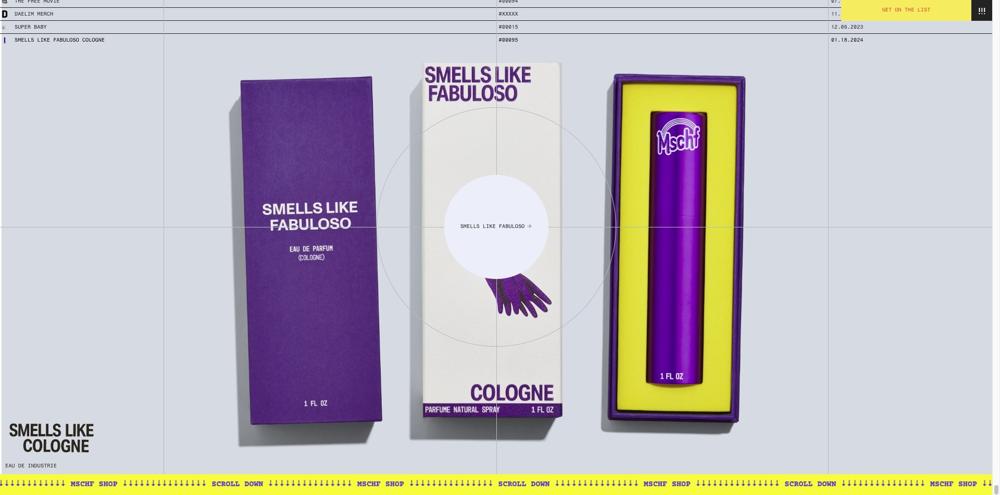 THE FREE MOVIE #00094
DAELIM MERCH #XXXXX
SUPER BABY #00015 12.06.2023
SMELLS LIKE FABULOSO COLOGNE #00095 01.18.2024
GET ON THE LIST
SMELLS LIKE
FABULOSO
EAU DE PARFUM
(COLOGNE)
1 FL OZ
SMELLS LIKE
FABULOSO
SMELLS LIKE FABULOSO →
COLOGNE
PARFUME NATURAL SPRAY 1 FL OZ
Mschf
1 FL OZ
SMELLS LIKE
COLOGNE
EAU DE INDUSTRIE
↓↓↓↓↓↓↓↓↓↓↓↓ MSCHF SHOP ↓↓↓↓↓↓↓↓↓↓↓↓ SCROLL DOWN ↓↓↓↓↓↓↓↓↓↓↓↓ MSCHF SHOP ↓↓↓↓↓↓↓↓↓↓↓↓ SCROLL DOWN ↓↓↓↓↓↓↓↓↓↓↓↓ MSCHF SHOP ↓↓↓↓↓↓↓↓↓↓↓↓ SCROLL DOWN ↓↓↓↓↓↓↓↓↓↓↓↓ MSCHF SHOP ↓↓